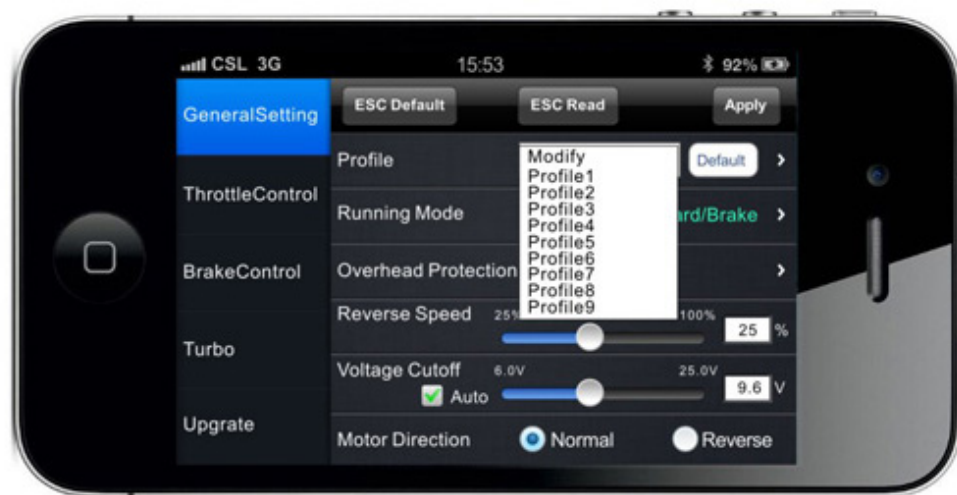 CSL 3G 15:53 92%
GeneralSetting
ThrottleControl
BrakeControl
Turbo
Upgrate
ESC Default ESC Read Apply
Profile Default
Modify
Profile1
Profile2
Profile3
Profile4
Profile5
Profile6
Profile7
Profile8
Profile9
Running Mode ard/Brake
Overhead Protection
Reverse Speed 25% 100% 25 %
Voltage Cutoff 6.0V 25.0V 9.6 V
Auto
Motor Direction Normal Reverse